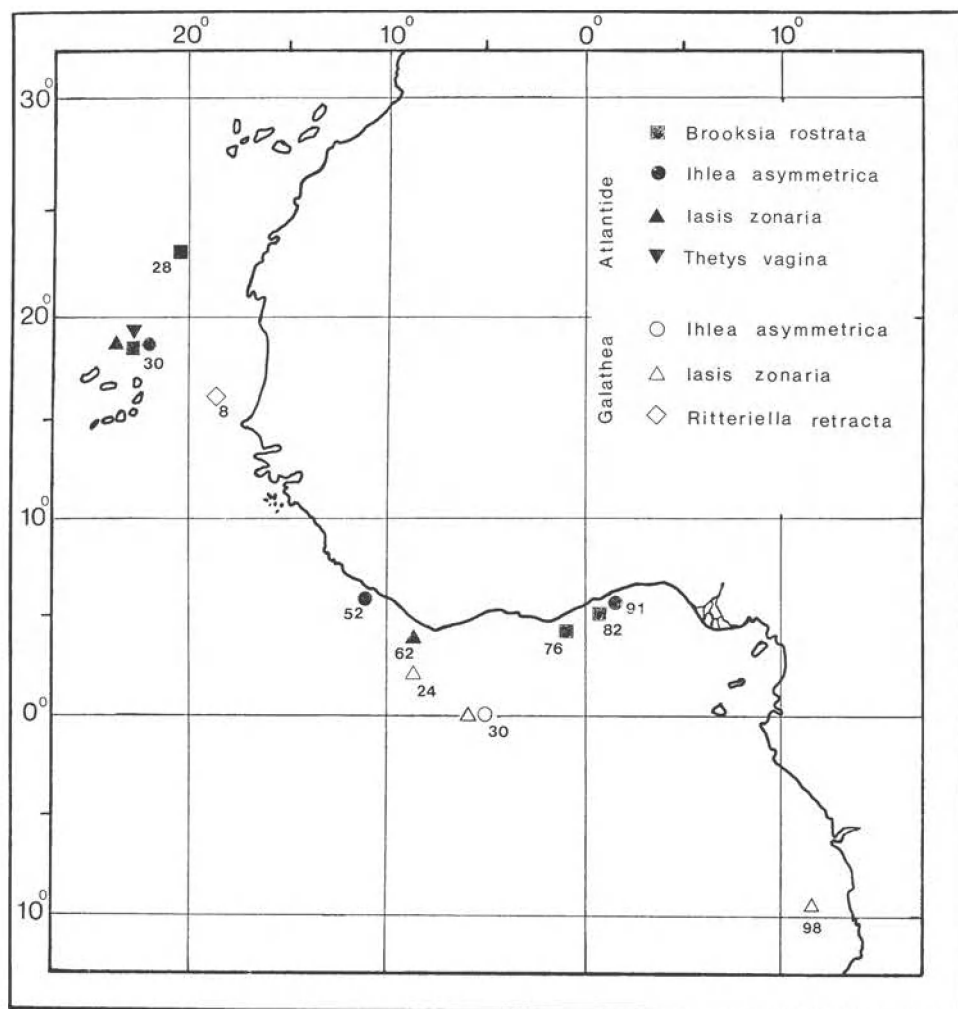 20° 10° 0° 10°
30°
Brooksia rostrata
Ihlea asymmetrica
Atlantide
Iasis zonaria
Thetys vagina
28
20°
30
Ihlea asymmetrica
Galathea
Iasis zonaria
8
Ritteriella retracta
10°
52
91
82
76
62
24
0°
30
10°
98